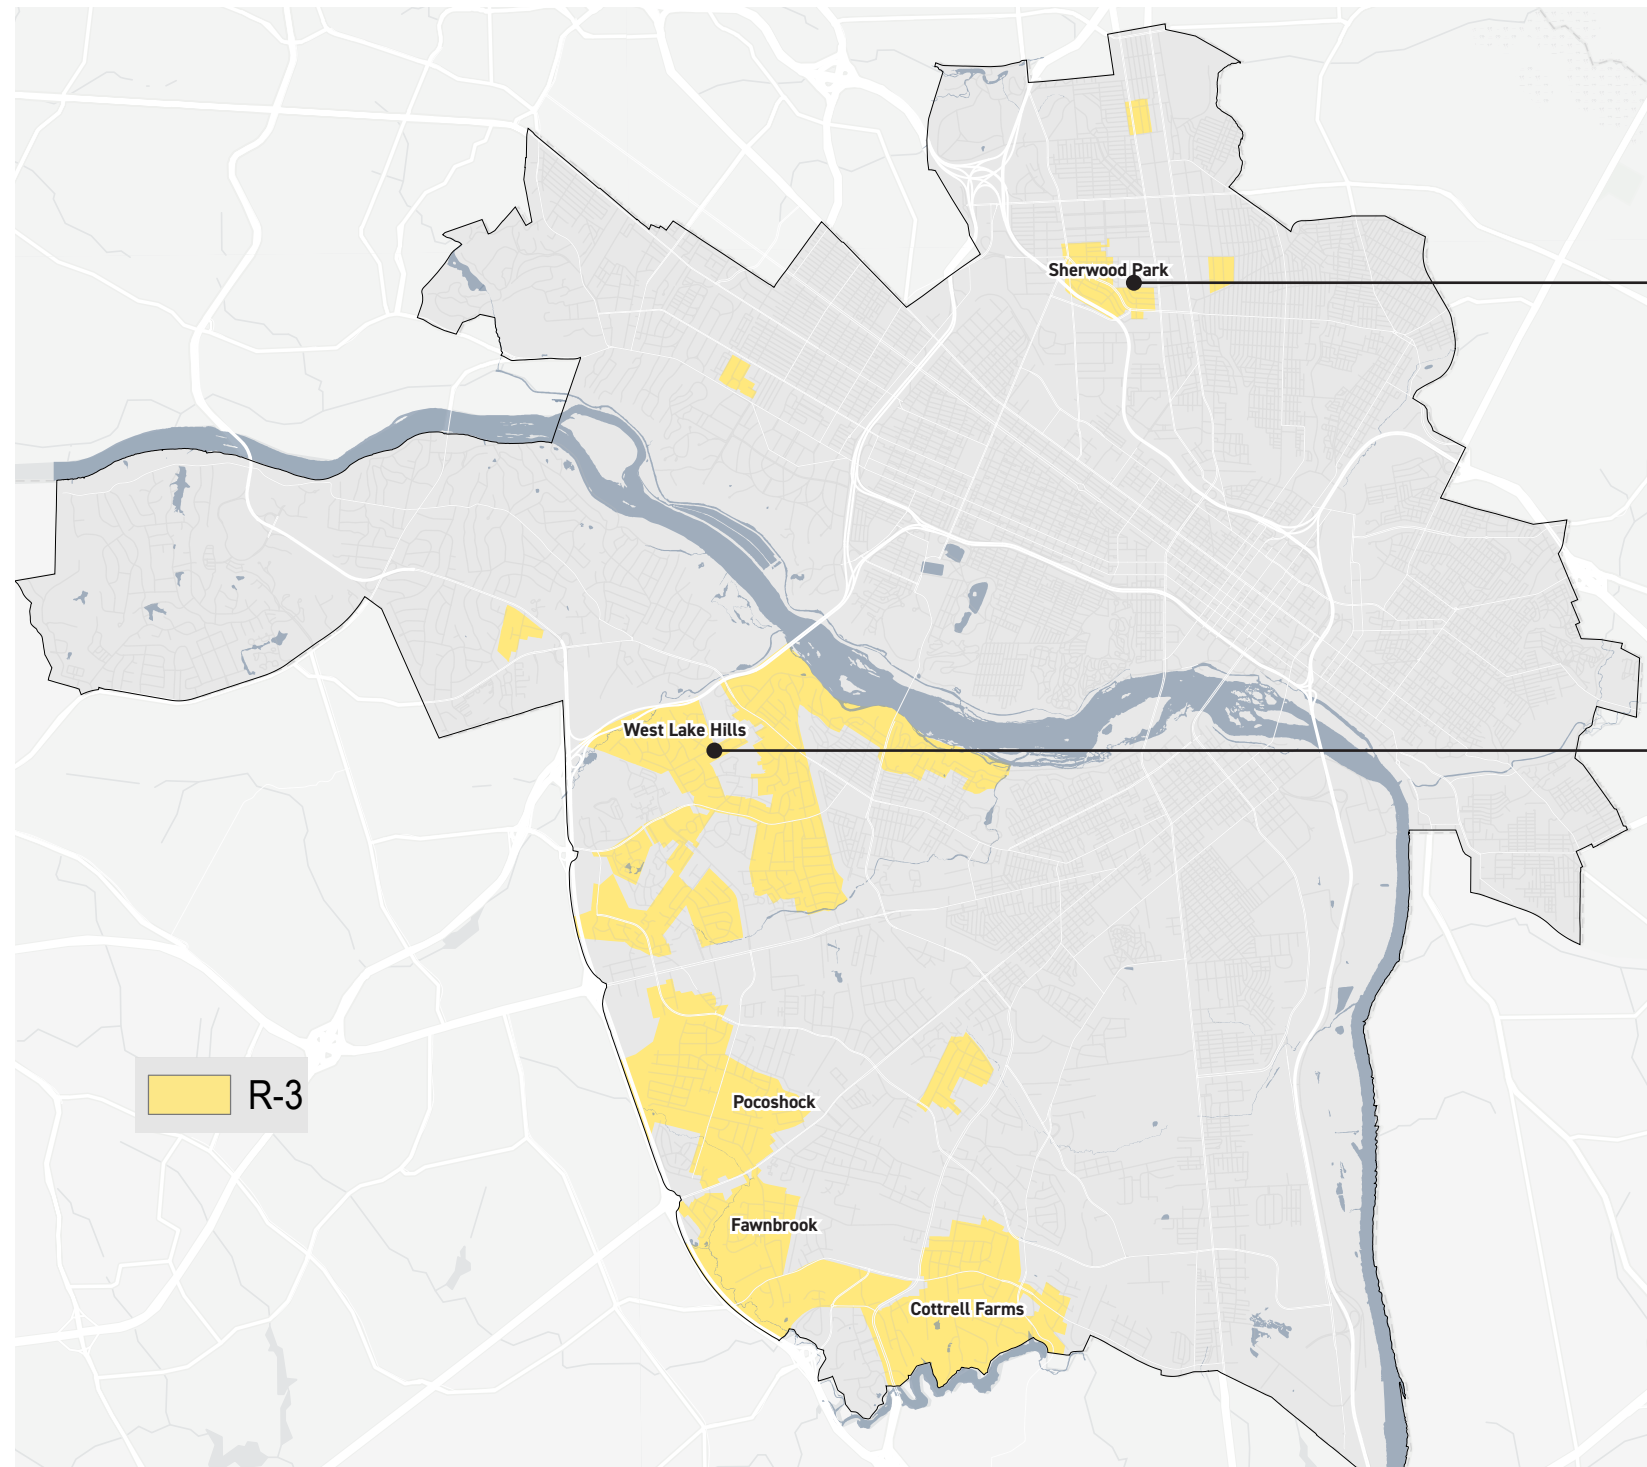 Sherwood Park
West Lake Hills
R-3
Pocoshock
Fawnbrook
Cottrell Farms